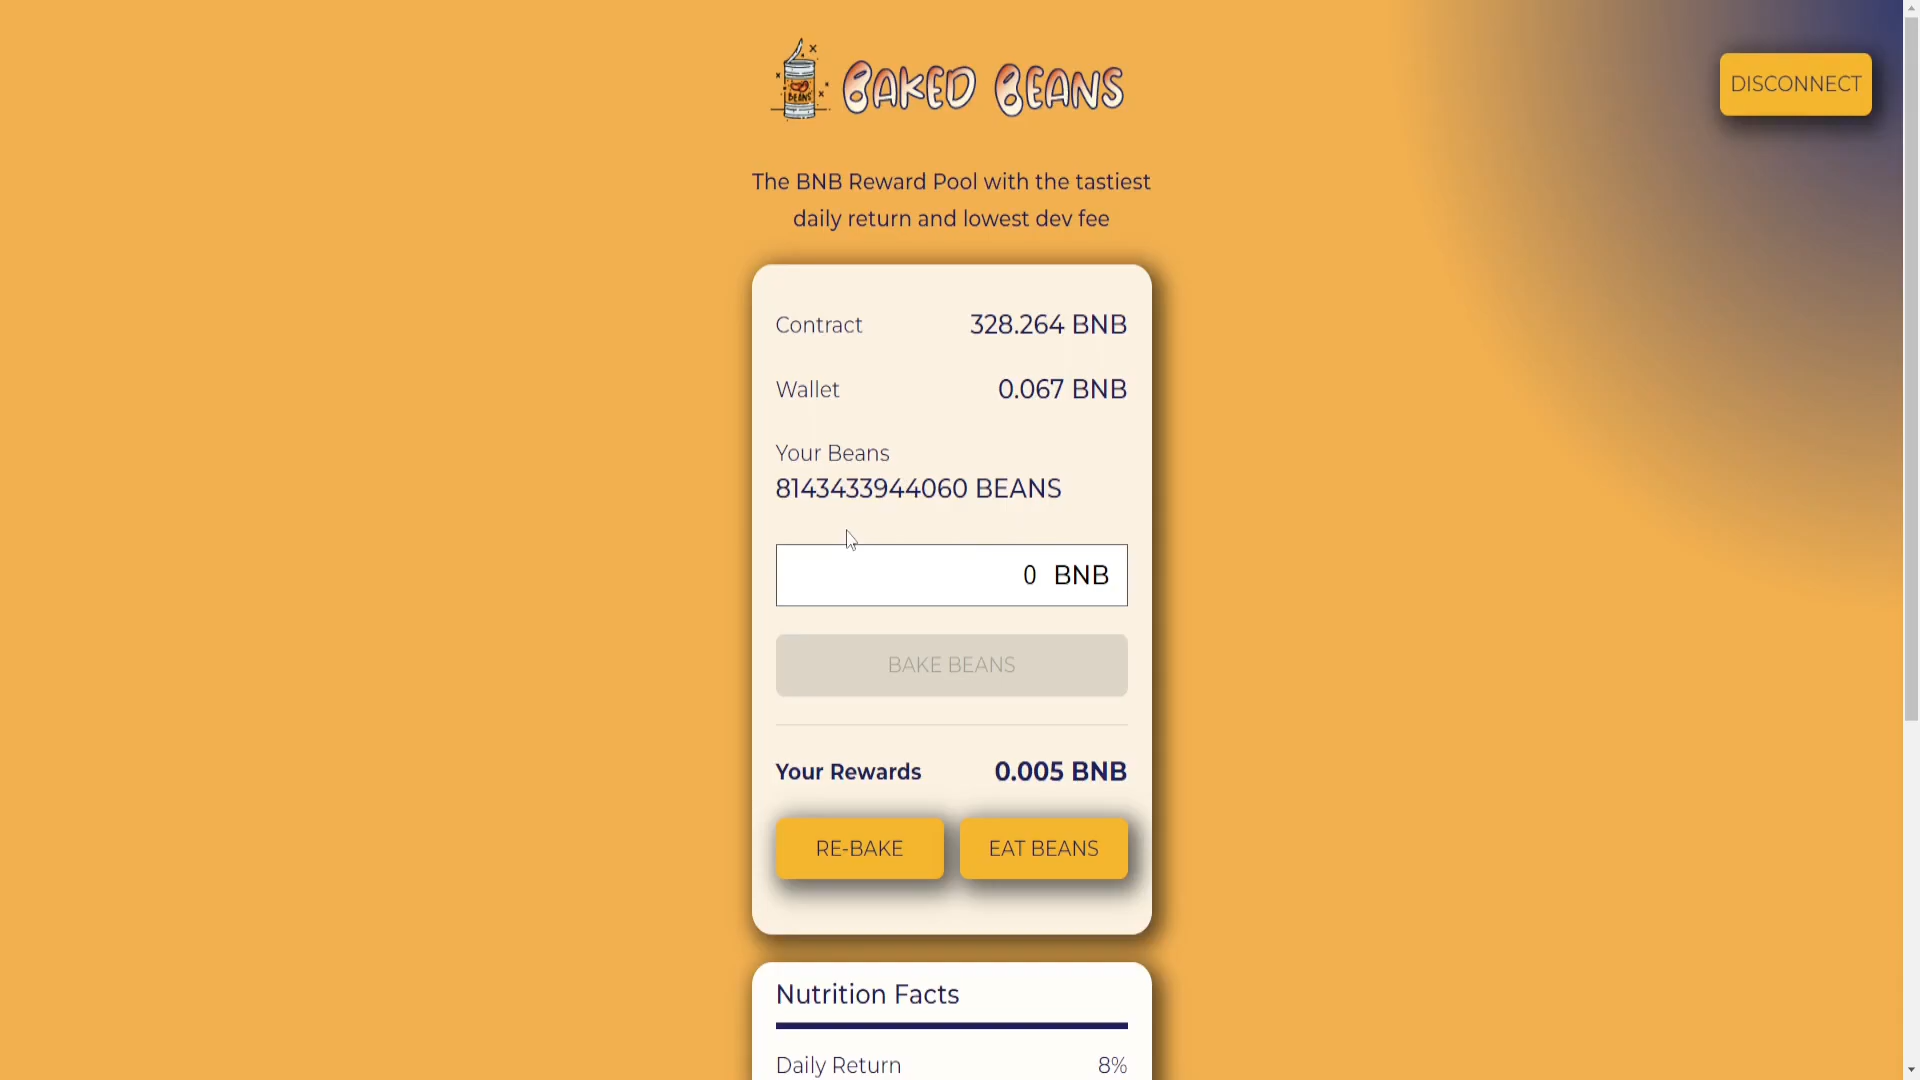 BEANS
BAKED BEANS
DISCONNECT
The BNB Reward Pool with the tastiest
daily return and lowest dev fee
Contract 328.264 BNB
Wallet 0.067 BNB
Your Beans
8143433944060 BEANS
0 BNB
BAKE BEANS
Your Rewards 0.005 BNB
RE-BAKE EAT BEANS
Nutrition Facts
Daily Return 8%